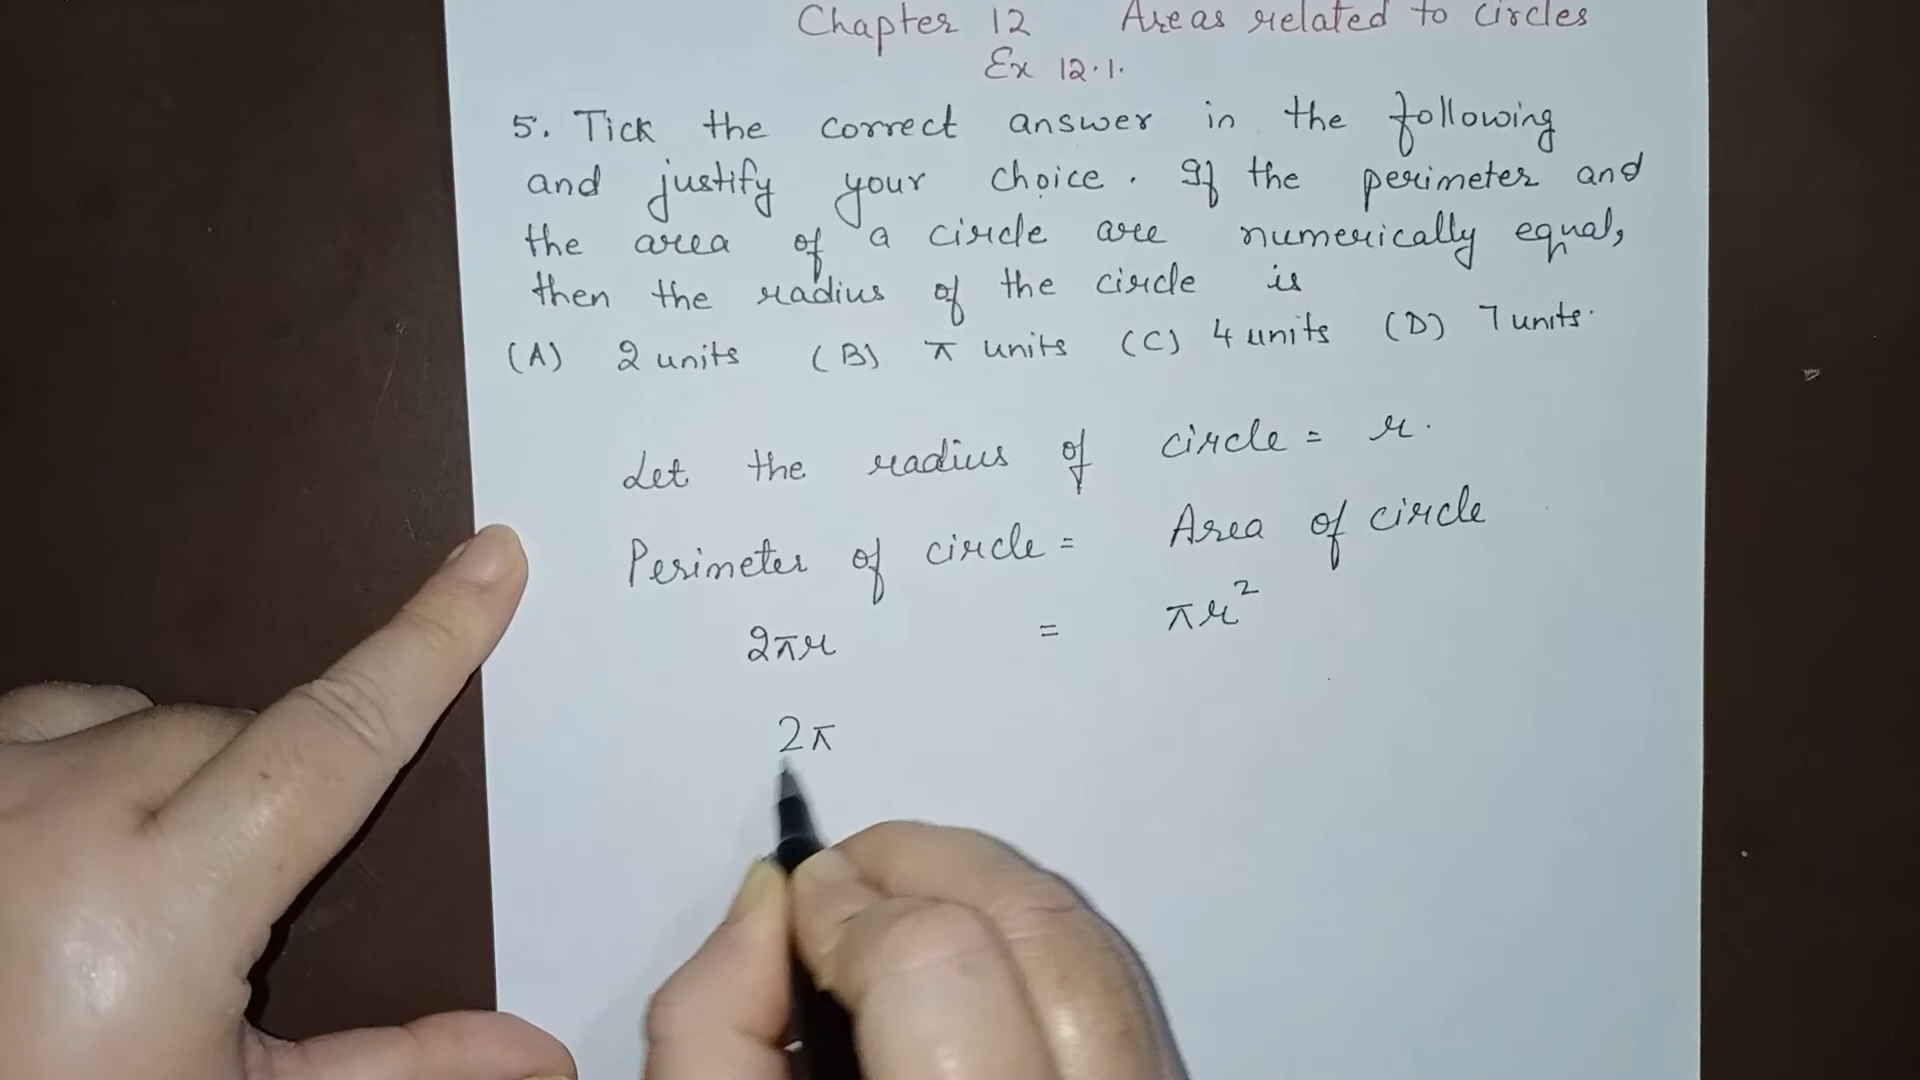 Chapter 12 Areas related to circles
Ex 12.1.
5. Tick the correct answer in the following
and justify your choice. If the perimeter and
the area of a circle are numerically equal,
then the radius of the circle is
(A) 2 units (B) π units (C) 4 units (D) 7 units.
Let the radius of circle = r.
Perimeter of circle = Area of circle
2πr = πr²
2π